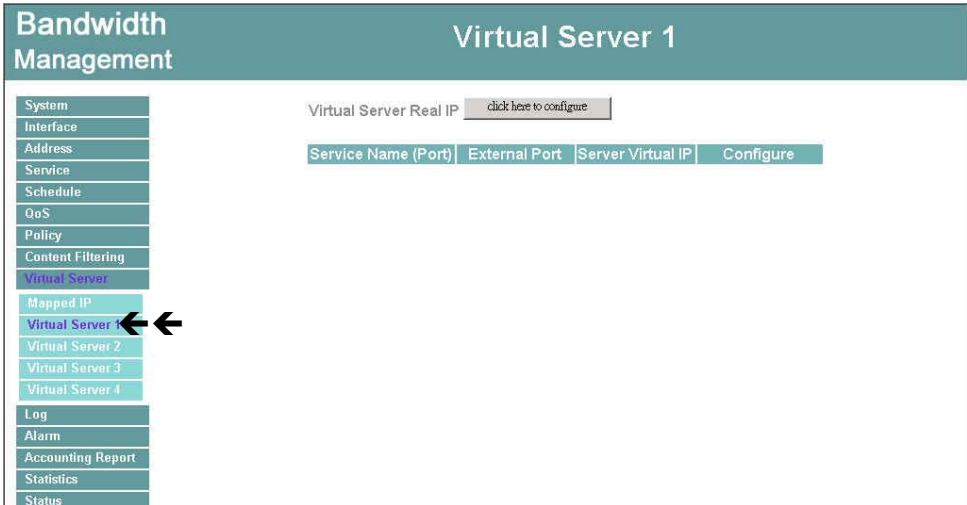 Bandwidth
Management
Virtual Server 1
System
Interface
Address
Service
Schedule
QoS
Policy
Content Filtering
Virtual Server
Mapped IP
Virtual Server 1
Virtual Server 2
Virtual Server 3
Virtual Server 4
Log
Alarm
Accounting Report
Statistics
Status
Virtual Server Real IP click here to configure
Service Name (Port) External Port Server Virtual IP Configure